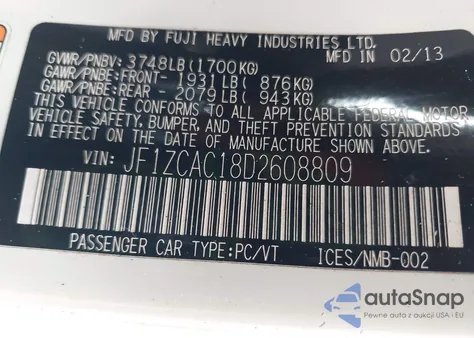 MFD BY FUJI HEAVY INDUSTRIES LTD.
GVWR/PNBV: 3748LB(1700KG) MFD IN 02/13
GAWR/PNBE:FRONT- 1931LB( 876KG)
GAWR/PNBE:REAR - 2079LB( 943KG)
THIS VEHICLE CONFORMS TO ALL APPLICABLE FEDERAL MOTOR
VEHICLE SAFETY, BUMPER, AND THEFT PREVENTION STANDARDS
IN EFFECT ON THE DATE OF MANUFACTURE SHOWN ABOVE.
VIN: JF1ZCAC18D2608809
PASSENGER CAR TYPE:PC/VT ICES/NMB-002
autoSnap
Pewne auta z aukcji USA i EU